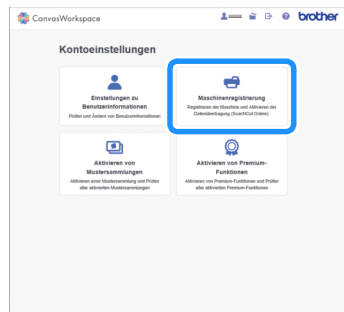 CanvasWorkspace
brother
Kontoeinstellungen
Einstellungen zu
Benutzerinformationen
Prüfen und Ändern von Benutzerinformationen
Maschinenregistrierung
Registrieren der Maschine und Aktivieren der
Datenübertragung (ScanNCut Online)
Aktivieren von
Mustersammlungen
Aktivieren einer Mustersammlung und Prüfen
aller aktivierten Mustersammlungen
Aktivieren von Premium-
Funktionen
Aktivieren von Premium-Funktionen und Prüfen
aller aktivierten Premium-Funktionen